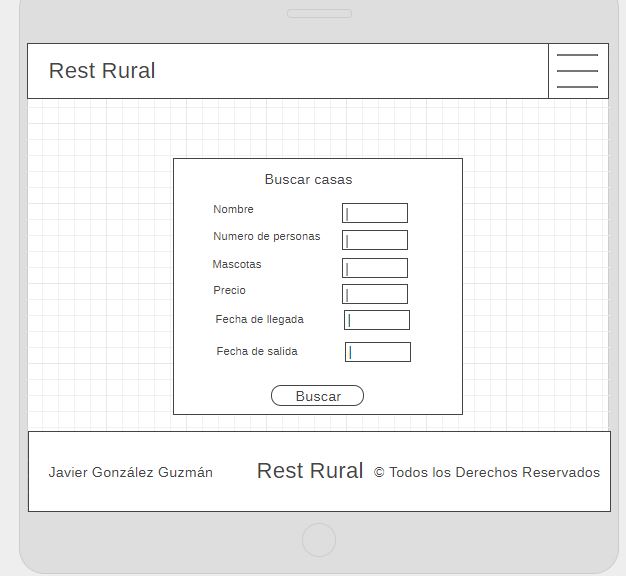 Rest Rural
Buscar casas
Nombre
Numero de personas
Mascotas
Precio
Fecha de llegada
Fecha de salida
Buscar
Javier González Guzmán Rest Rural © Todos los Derechos Reservados